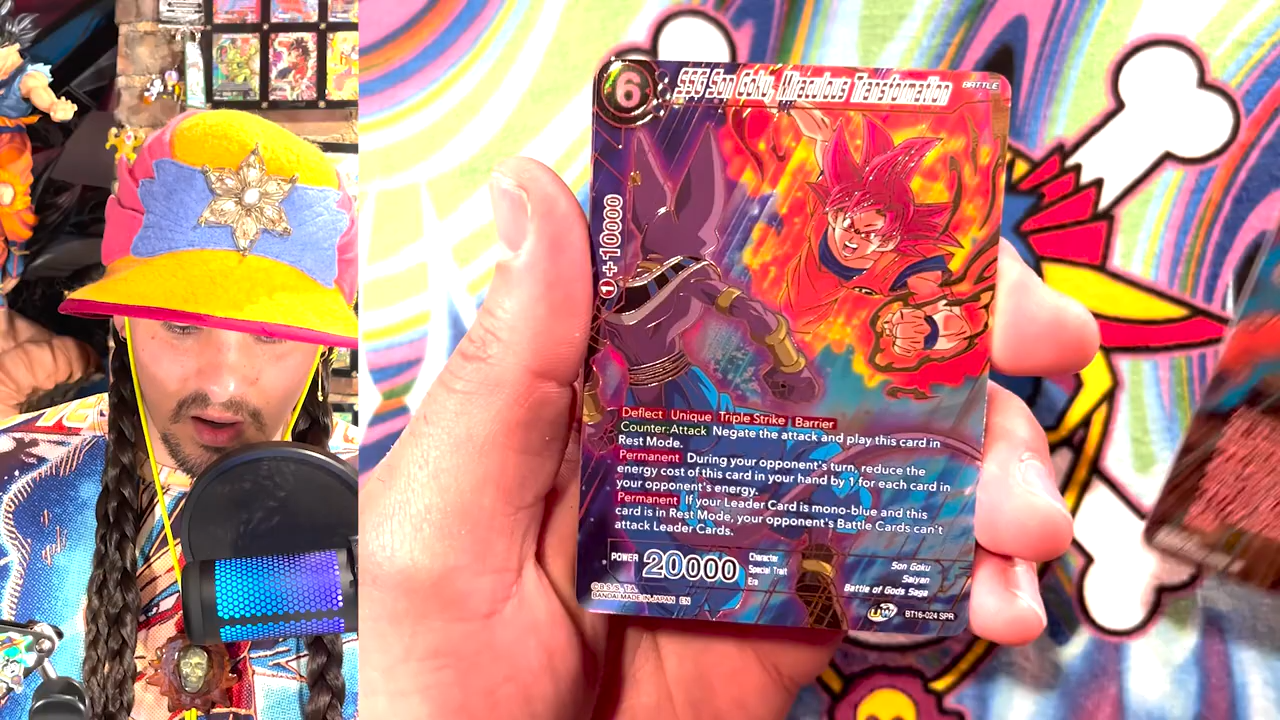 6
SSG Son Goku, Miraculous Transformation
BATTLE
1 +10000
Deflect Unique Triple Strike Barrier
Counter:Attack Negate the attack and play this card in
Rest Mode.
Permanent During your opponent's turn, reduce the
energy cost of this card in your hand by 1 for each card in
your opponent's energy.
Permanent If your Leader Card is mono-blue and this
card is in Rest Mode, your opponent's Battle Cards can't
attack Leader Cards.
POWER 20000
Character Son Goku
Special Trait Saiyan
Era Battle of Gods Saga
©B.S./S., T.A.
BANDAI MADE IN JAPAN EN
UW
BT16-024 SPR